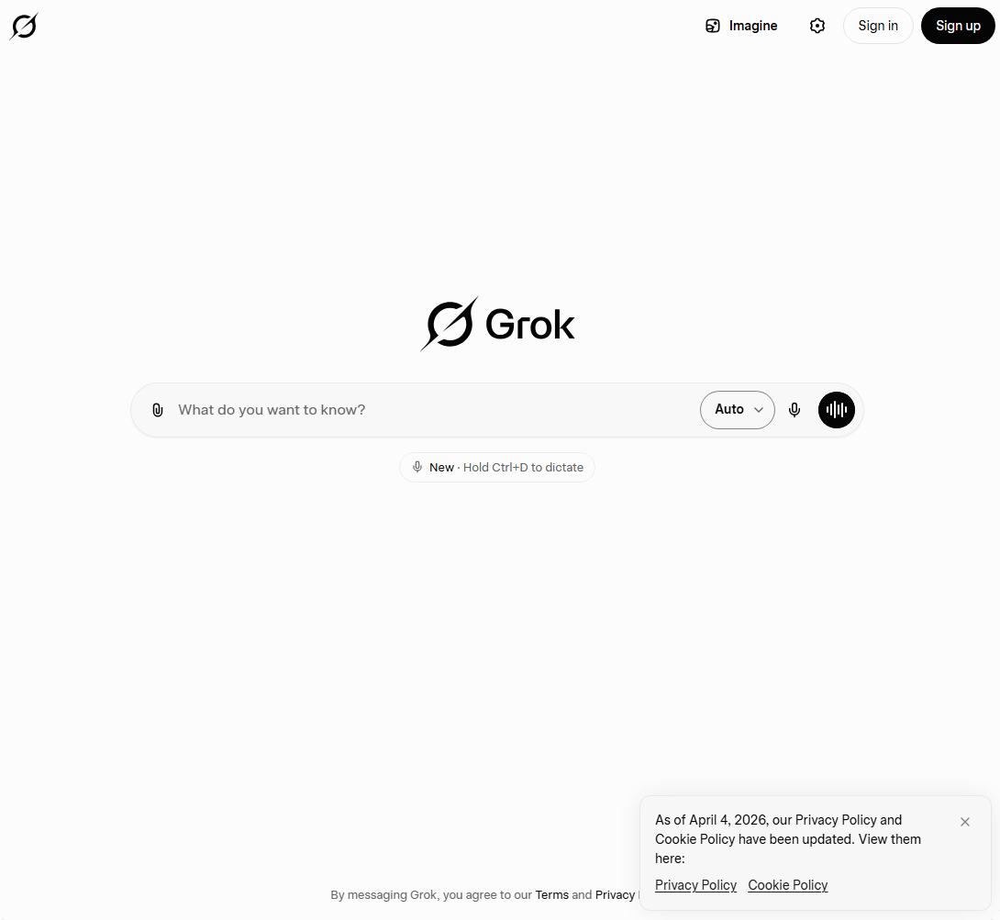 Imagine
Sign in
Sign up
Grok
What do you want to know?
Auto
New · Hold Ctrl+D to dictate
As of April 4, 2026, our Privacy Policy and
Cookie Policy have been updated. View them
here:
Privacy Policy Cookie Policy
By messaging Grok, you agree to our Terms and Privacy